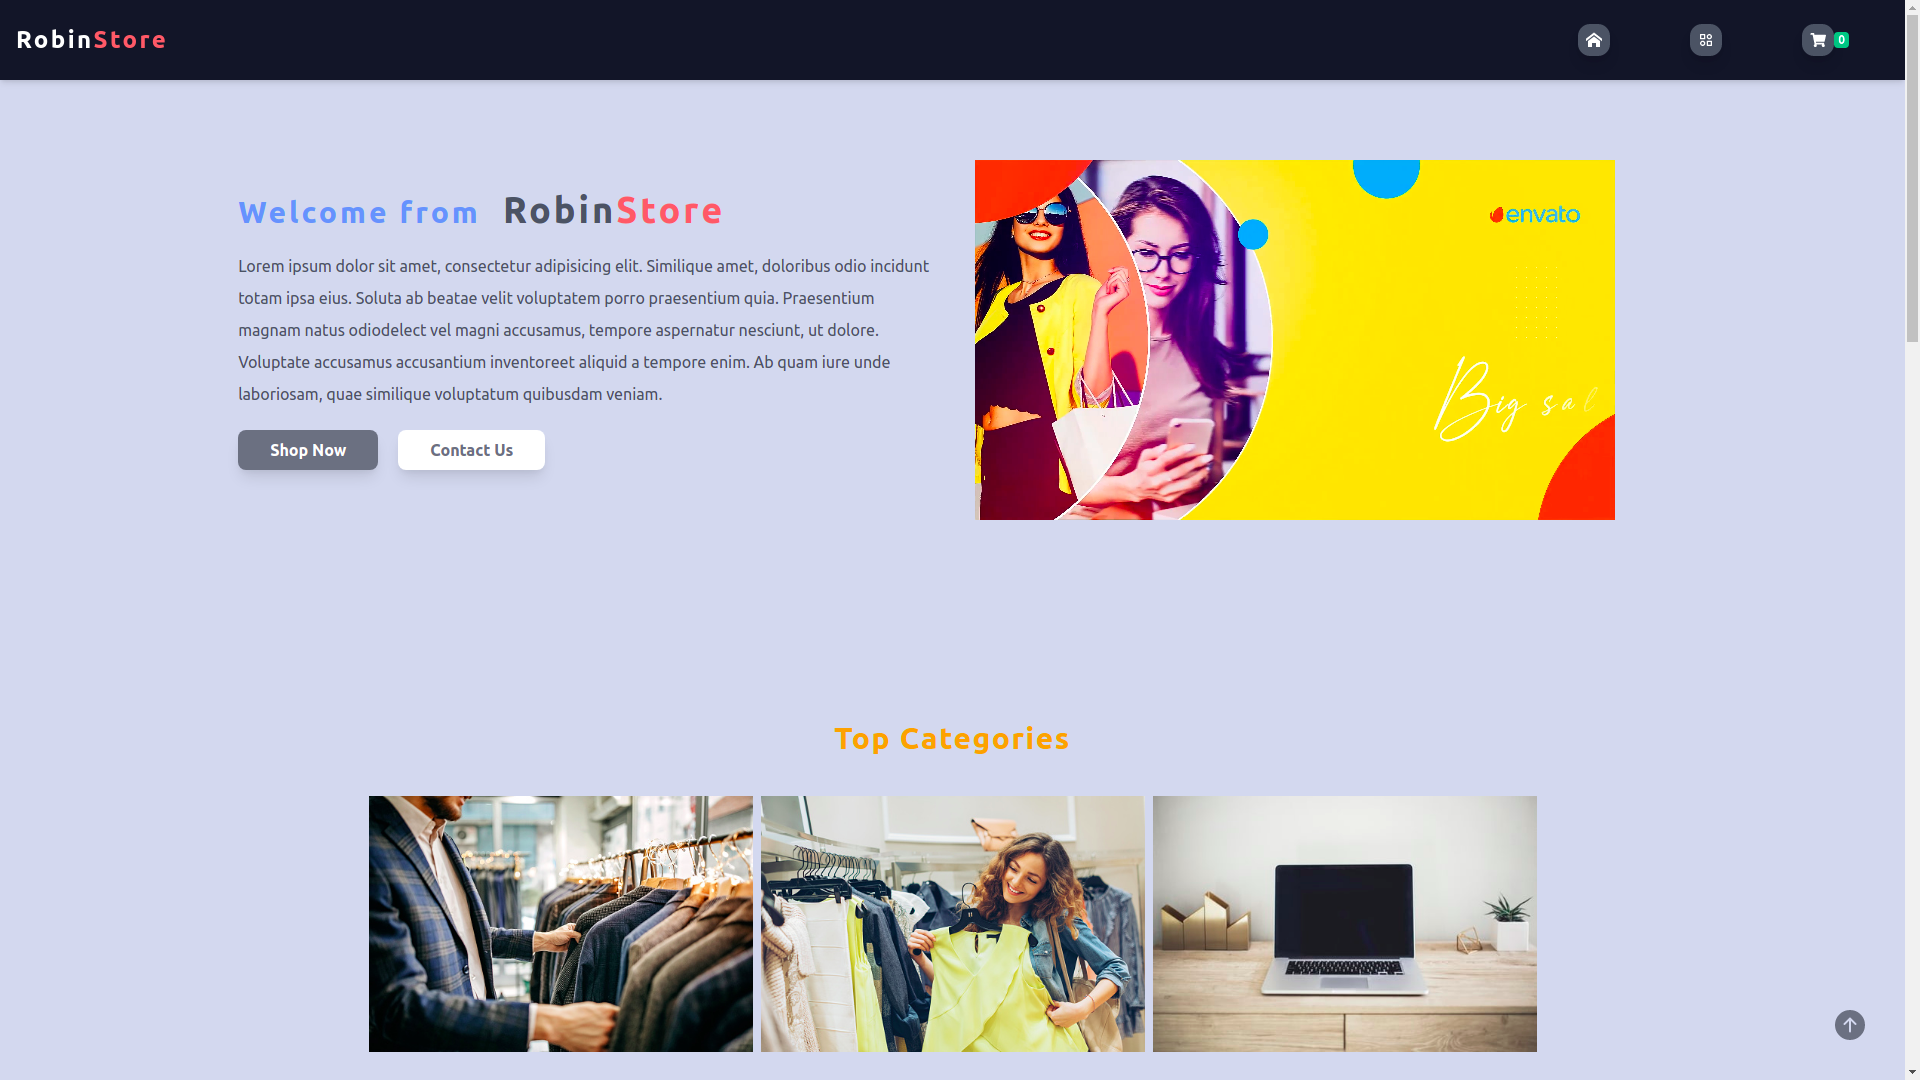 RobinStore
0
Welcome from RobinStore
Lorem ipsum dolor sit amet, consectetur adipisicing elit. Similique amet, doloribus odio incidunt
totam ipsa eius. Soluta ab beatae velit voluptatem porro praesentium quia. Praesentium
magnam natus odiodelect vel magni accusamus, tempore aspernatur nesciunt, ut dolore.
Voluptate accusamus accusantium inventoreet aliquid a tempore enim. Ab quam iure unde
laboriosam, quae similique voluptatum quibusdam veniam.
Shop Now
Contact Us
envato
Big sal
Top Categories